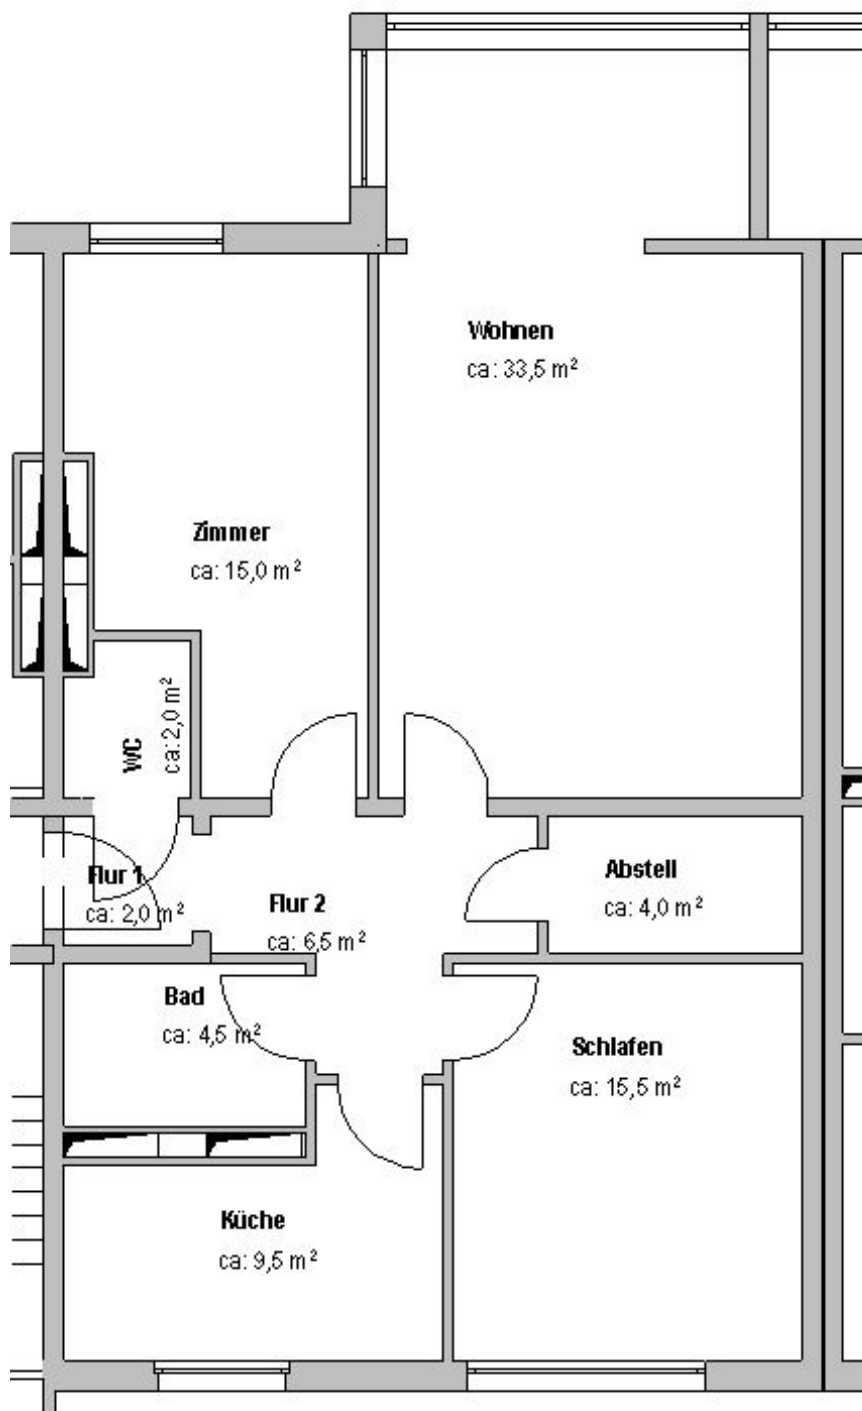 Wohnen
ca: 33,5 m²
Zimmer
ca: 15,0 m²
WC
ca: 2,0 m²
Flur 1
ca: 2,0 m²
Flur 2
ca: 6,5 m²
Abstell
ca: 4,0 m²
Bad
ca: 4,5 m²
Schlafen
ca: 15,5 m²
Küche
ca: 9,5 m²